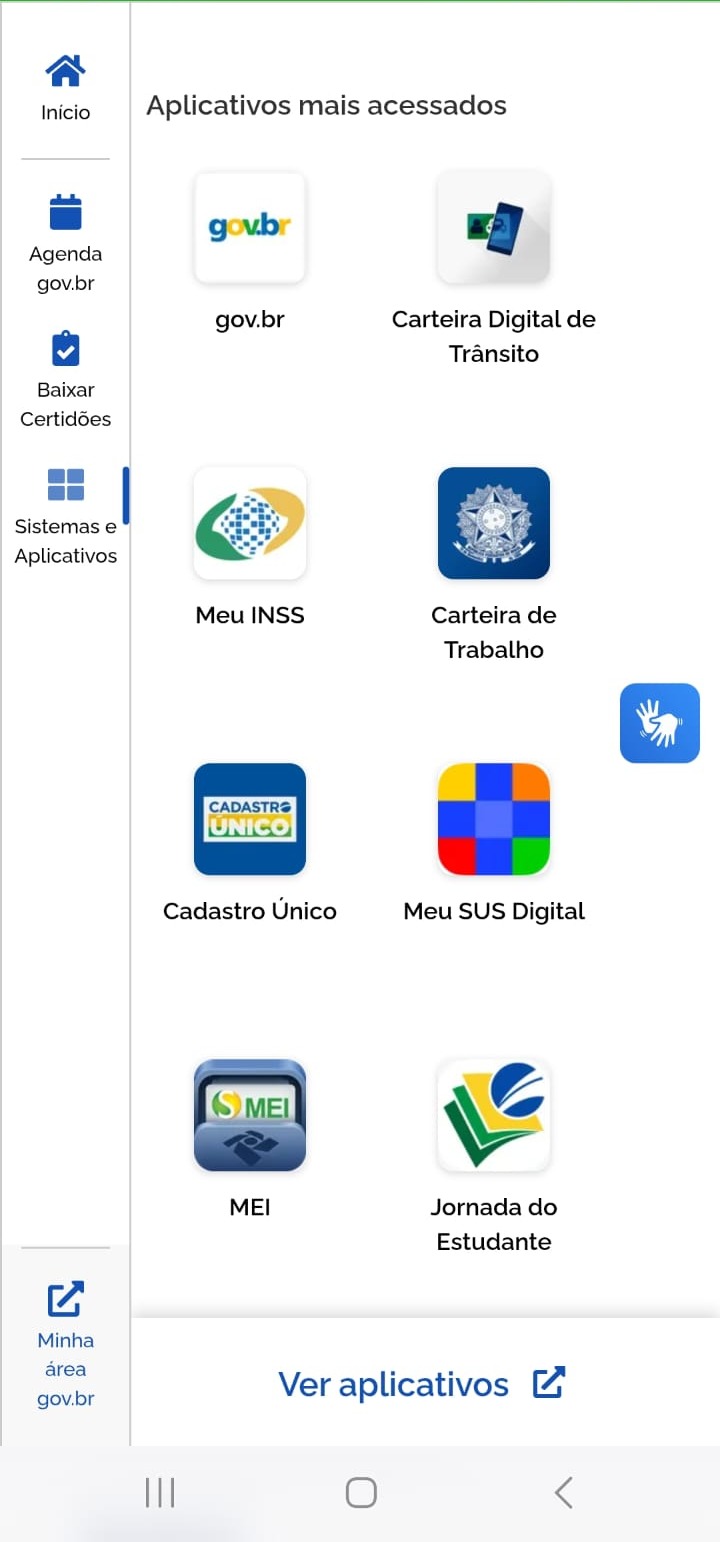 Início
Agenda
gov.br
Baixar
Certidões
Sistemas e
Aplicativos
Minha
área
gov.br
Aplicativos mais acessados
gov.br
gov.br
Carteira Digital de
Trânsito
Meu INSS
Carteira de
Trabalho
CADASTRO
ÚNICO
Cadastro Único
Meu SUS Digital
MEI
MEI
Jornada do
Estudante
Ver aplicativos